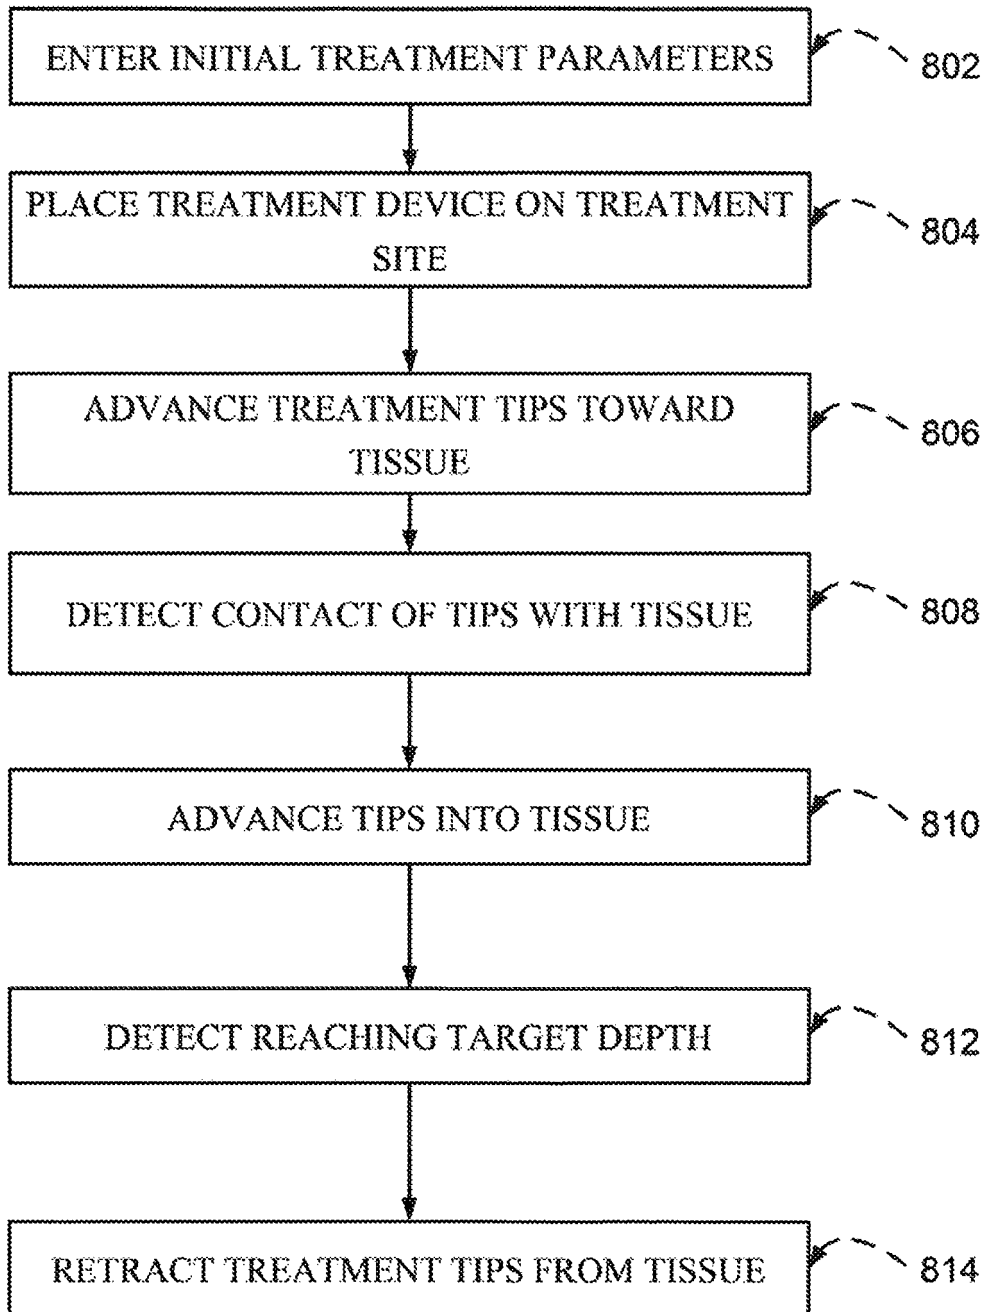 ENTER INITIAL TREATMENT PARAMETERS
802
PLACE TREATMENT DEVICE ON TREATMENT
SITE
804
ADVANCE TREATMENT TIPS TOWARD
TISSUE
806
DETECT CONTACT OF TIPS WITH TISSUE
808
ADVANCE TIPS INTO TISSUE
810
DETECT REACHING TARGET DEPTH
812
RETRACT TREATMENT TIPS FROM TISSUE
814